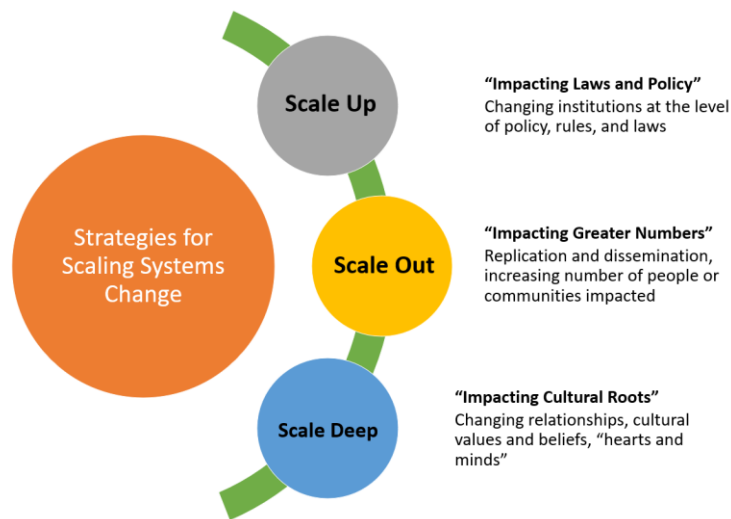 Strategies for
Scaling Systems
Change
Scale Up
“Impacting Laws and Policy”
Changing institutions at the level
of policy, rules, and laws
Scale Out
“Impacting Greater Numbers”
Replication and dissemination,
increasing number of people or
communities impacted
Scale Deep
“Impacting Cultural Roots”
Changing relationships, cultural
values and beliefs, “hearts and
minds”